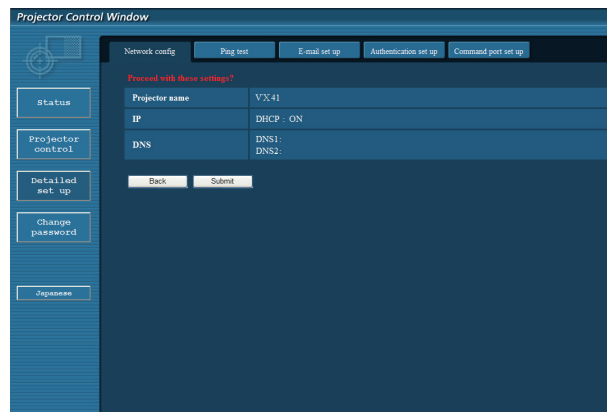 Projector Control Window
Network config
Ping test
E-mail set up
Authentication set up
Command port set up
Proceed with these settings?
Status
Projector name
VX41
IP
DHCP : ON
Projector control
DNS
DNS1:
DNS2:
Detailed set up
Back
Submit
Change password
Japanese